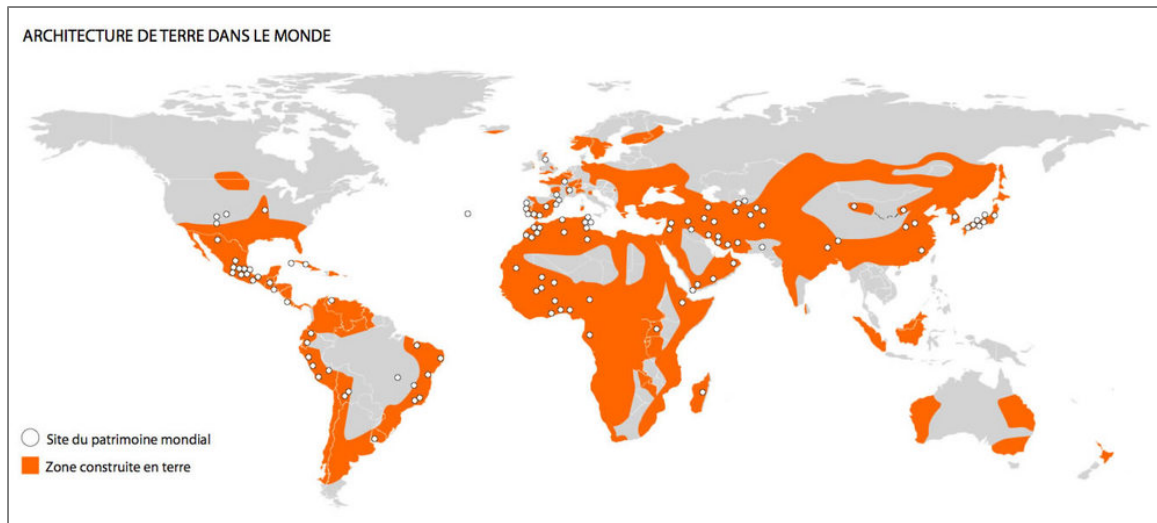 ARCHITECTURE DE TERRE DANS LE MONDE
Site du patrimoine mondial
Zone construite en terre